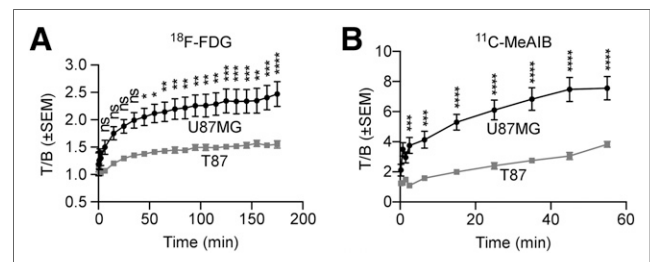 A
¹⁸F-FDG
T/B (±SEM)
3.0
2.5
2.0
1.5
1.0
0.5
ns
ns
ns
ns
U87MG
T87
0
50
100
150
200
Time (min)
B
¹¹C-MeAIB
T/B (±SEM)
10
8
6
4
2
0
***
***
****
****
****
****
****
U87MG
T87
0
20
40
60
Time (min)